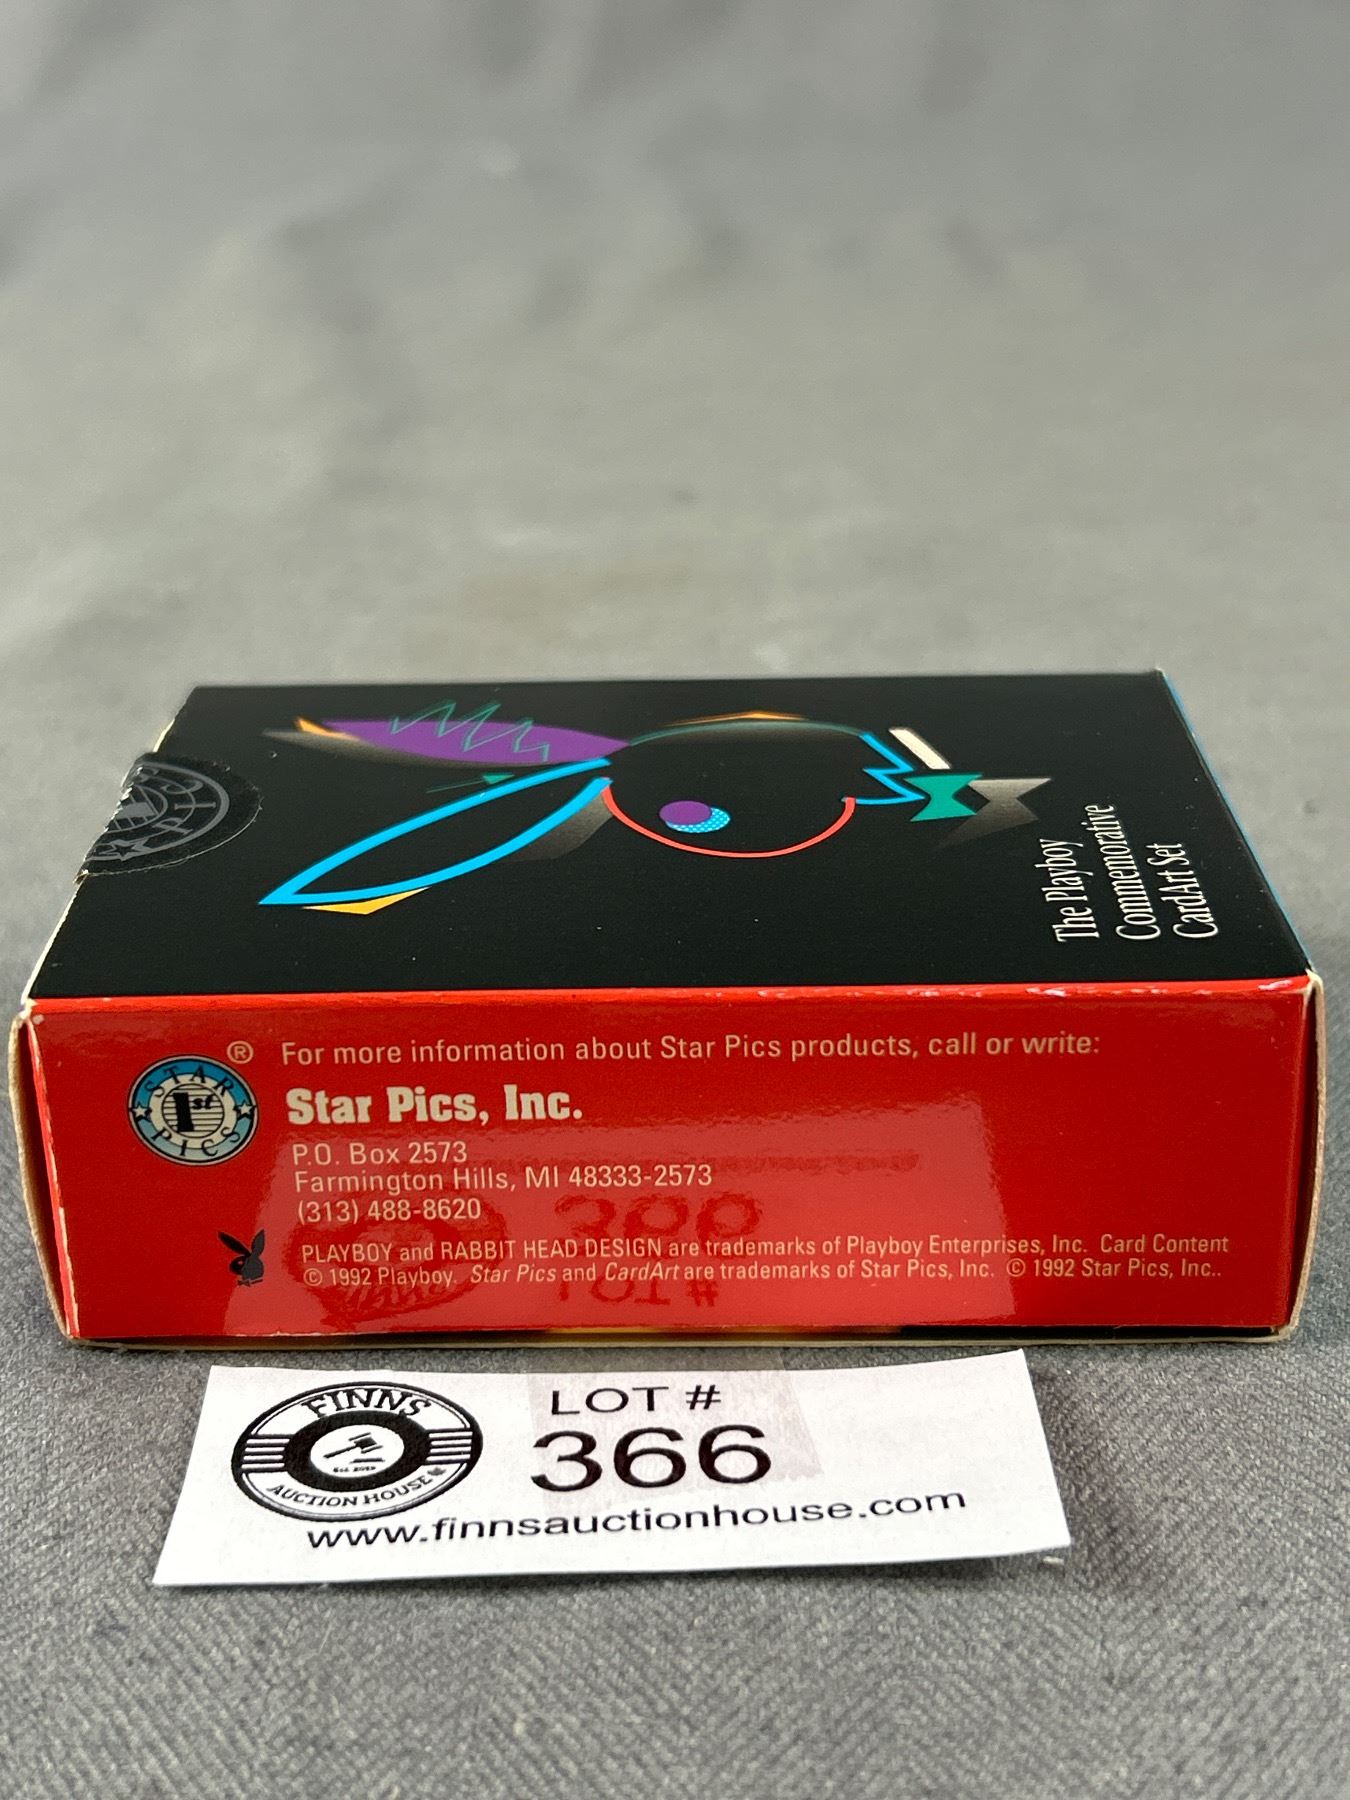 The Playboy
Commemorative
CardArt Set
STAR
1st
PICS
®
For more information about Star Pics products, call or write:
Star Pics, Inc.
P.O. Box 2573
Farmington Hills, MI 48333-2573
(313) 488-8620
PLAYBOY and RABBIT HEAD DESIGN are trademarks of Playboy Enterprises, Inc. Card Content
© 1992 Playboy. Star Pics and CardArt are trademarks of Star Pics, Inc. © 1992 Star Pics, Inc..
FINNS
AUCTION HOUSE
LOT #
366
www.finnsauctionhouse.com